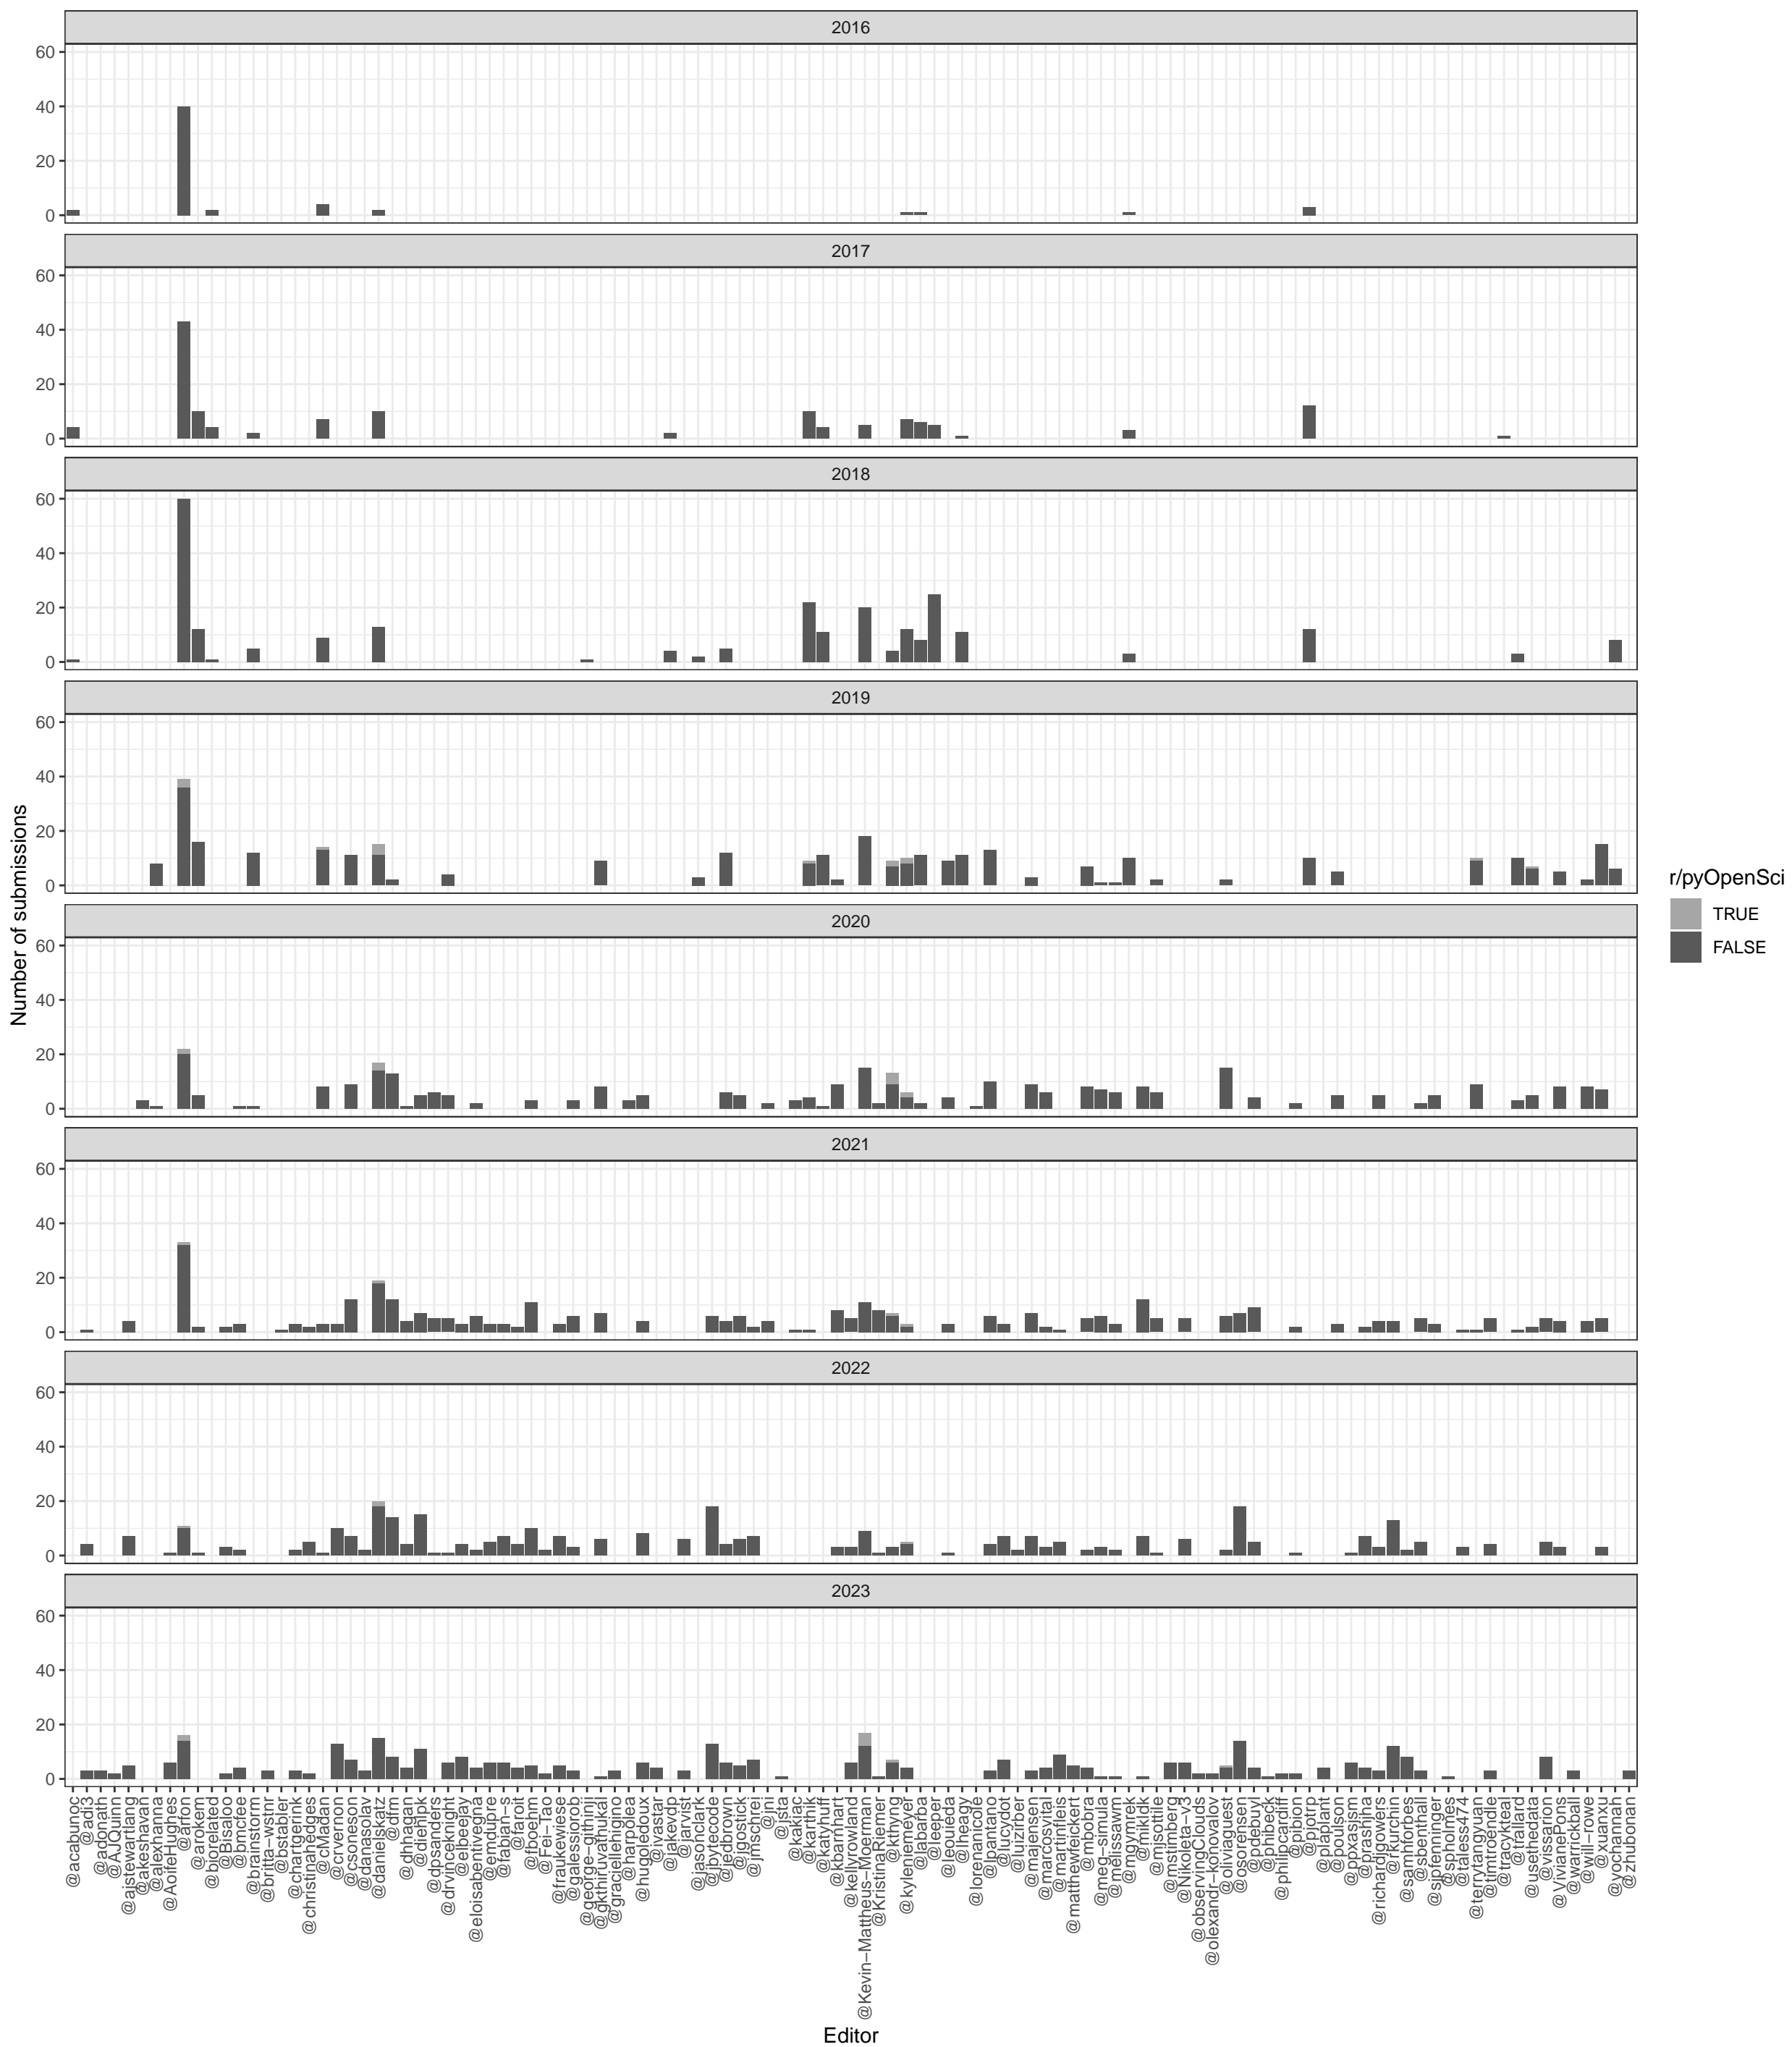 2016
60
40
20
0
2017
60
40
20
0
2018
60
40
20
0
2019
60
40
20
0
2020
60
40
20
0
2021
60
40
20
0
2022
60
40
20
0
2023
60
40
20
0
Number of submissions
@acabunoc
@adi3
@adonath
@AJQuinn
@ajstewartlang
@akeshavan
@alexhanna
@AoifeHughes
@arfon
@arokem
@biorelated
@Bisaloo
@bmcfee
@brainstorm
@britta−wstnr
@bstabler
@chartgerink
@christinahedges
@cMadan
@crvernon
@csoneson
@danasolav
@danielskatz
@dfm
@dhhagan
@diehlpk
@dpsanders
@drvinceknight
@elbeejay
@eloisabentivegna
@emdupre
@fabian−s
@faroit
@fboehm
@Fei−Tao
@fraukewiese
@galessiorob
@george−githinji
@gkthiruvathukal
@graciellehigino
@harpolea
@hugoledoux
@ivastar
@jakevdp
@jarvist
@jasonclark
@jbytecode
@jedbrown
@jgostick
@jmschrei
@jni
@jsta
@kakiac
@karthik
@katyhuff
@kbarnhart
@kellyrowland
@Kevin−Mattheus−Moerman
@KristinaRiemer
@kthyng
@kyleniemeyer
@labarba
@leeper
@leouieda
@lheagy
@lorenanicole
@lpantano
@lucydot
@luizirber
@majensen
@marcosvital
@martinfleis
@matthewfeickert
@mbobra
@meg−simula
@melissawm
@mgymrek
@mikldk
@mjsottile
@mstimberg
@Nikoleta−v3
@observingClouds
@olexandr−konovalov
@oliviaguest
@osorensen
@pdebuyl
@phibeck
@philipcardiff
@pibion
@pjotrp
@plaplant
@poulson
@ppxasjsm
@prashjha
@richardjgowers
@rkurchin
@samhforbes
@sbenthall
@sjpfenninger
@spholmes
@taless474
@terrytangyuan
@timtroendle
@tracykteal
@trallard
@usethedata
@vissarion
@VivianePons
@warrickball
@will−rowe
@xuanxu
@yochannah
@zhubonan
Editor
r/pyOpenSci
TRUE
FALSE